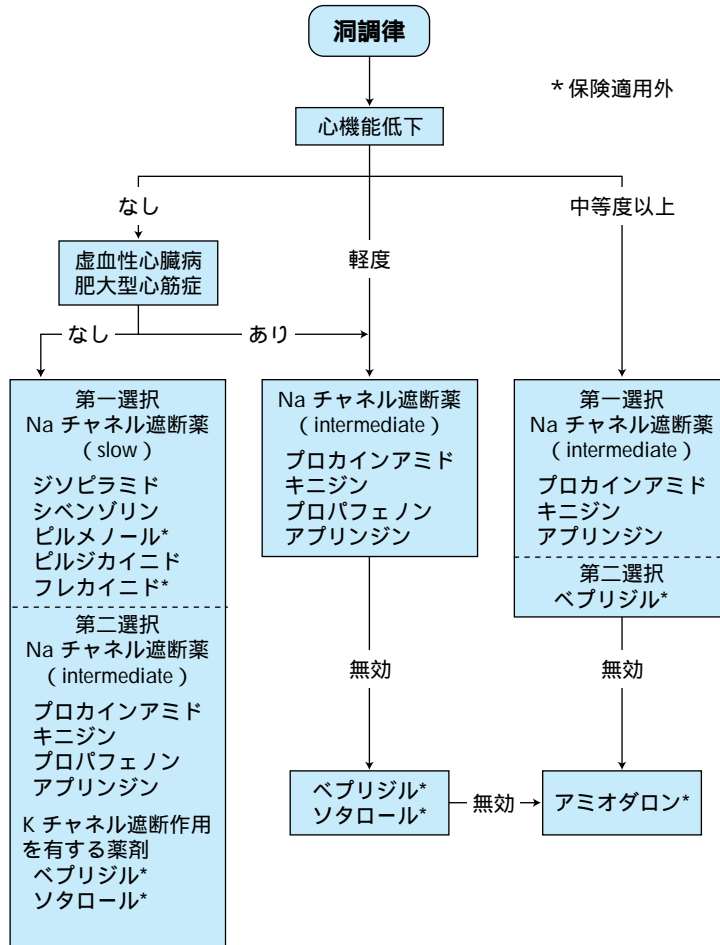 洞調律
*保険適用外
心機能低下
なし
軽度
中等度以上
虚血性心臓病
肥大型心筋症
なし
あり
第一選択
Na チャネル遮断薬
(slow)
ジソピラミド
シベンゾリン
ピルメノール*
ピルジカイニド
フレカイニド*
第二選択
Na チャネル遮断薬
(intermediate)
プロカインアミド
キニジン
プロパフェノン
アプリンジン
K チャネル遮断作用
を有する薬剤
ベプリジル*
ソタロール*
Na チャネル遮断薬
(intermediate)
プロカインアミド
キニジン
プロパフェノン
アプリンジン
無効
ベプリジル*
ソタロール*
無効
第一選択
Na チャネル遮断薬
(intermediate)
プロカインアミド
キニジン
アプリンジン
第二選択
ベプリジル*
無効
アミオダロン*